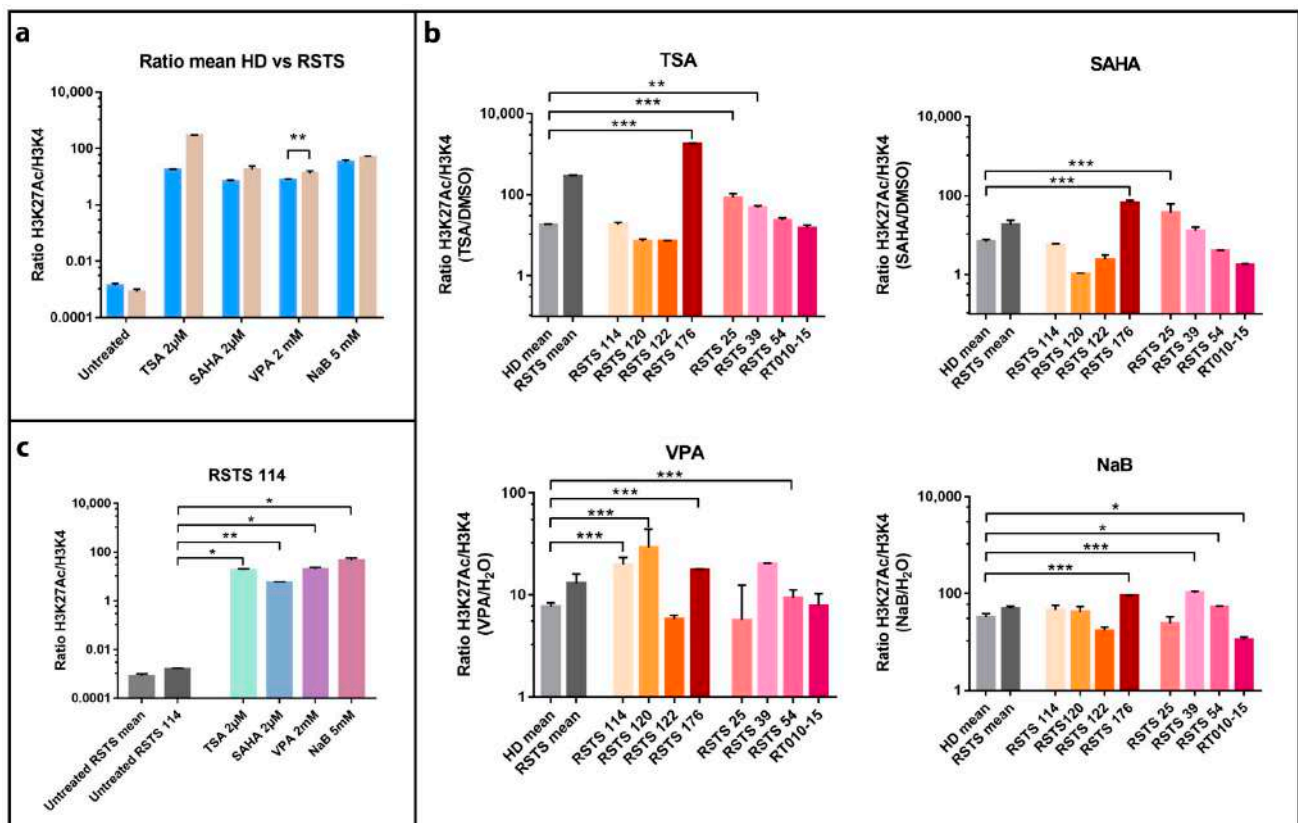 a
Ratio mean HD vs RSTS
Ratio H3K27Ac/H3K4
10,000
100
1
0.01
0.0001
**
Untreated
TSA 2µM
SAHA 2µM
VPA 2 mM
NaB 5 mM
b
TSA
Ratio H3K27Ac/H3K4
(TSA/DMSO)
10,000
100
1
**
***
***
HD mean
RSTS mean
RSTS 114
RSTS 120
RSTS 122
RSTS 176
RSTS 25
RSTS 39
RSTS 54
RT010-15
SAHA
Ratio H3K27Ac/H3K4
(SAHA/DMSO)
10,000
100
1
***
***
HD mean
RSTS mean
RSTS 114
RSTS 120
RSTS 122
RSTS 176
RSTS 25
RSTS 39
RSTS 54
RT010-15
VPA
Ratio H3K27Ac/H3K4
(VPA/H₂O)
100
10
1
***
***
***
***
HD mean
RSTS mean
RSTS 114
RSTS 120
RSTS 122
RSTS 176
RSTS 25
RSTS 39
RSTS 54
RT010-15
NaB
Ratio H3K27Ac/H3K4
(NaB/H₂O)
10,000
100
1
*
*
***
***
HD mean
RSTS mean
RSTS 114
RSTS120
RSTS 122
RSTS 176
RSTS 25
RSTS 39
RSTS 54
RT010-15
c
RSTS 114
Ratio H3K27Ac/H3K4
10,000
100
1
0.01
0.0001
*
*
**
*
Untreated RSTS mean
Untreated RSTS 114
TSA 2µM
SAHA 2µM
VPA 2mM
NaB 5mM